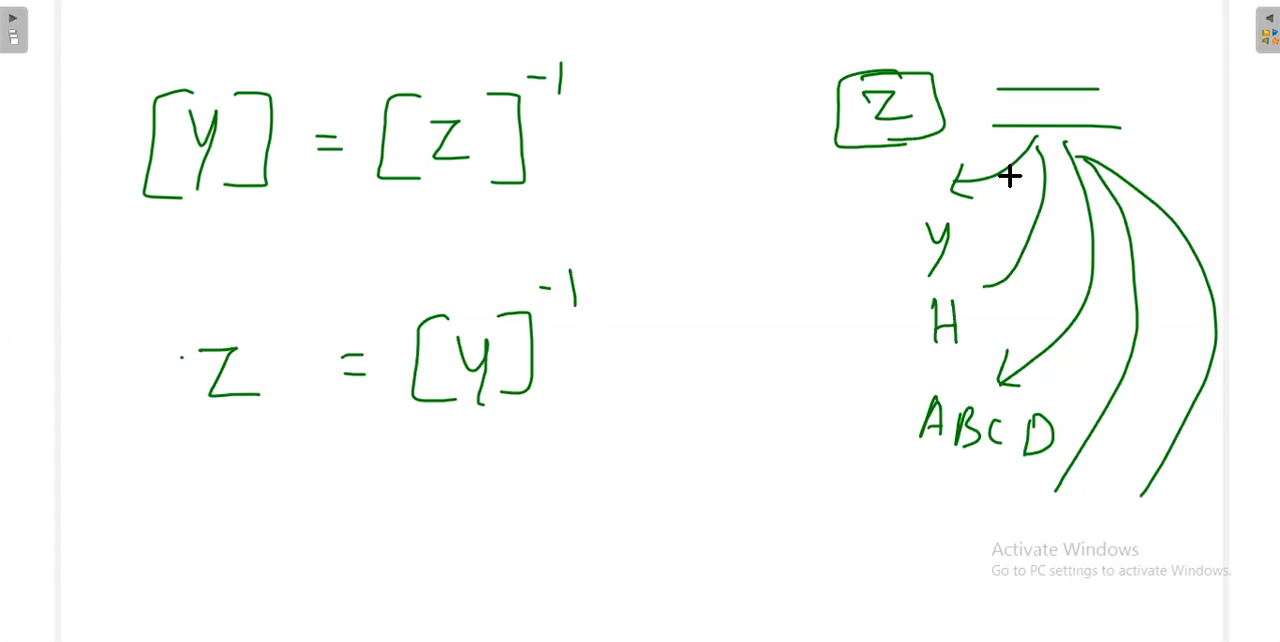 [Y] = [Z]^-1
Z = [Y]^-1
Z
Y
H
ABCD
Activate Windows
Go to PC settings to activate Windows.